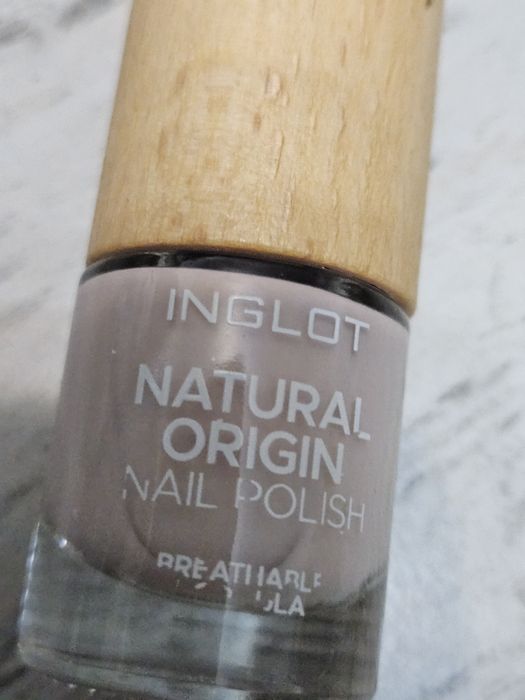 INGLOT
NATURAL
ORIGIN
NAIL POLISH
BREATHABLE